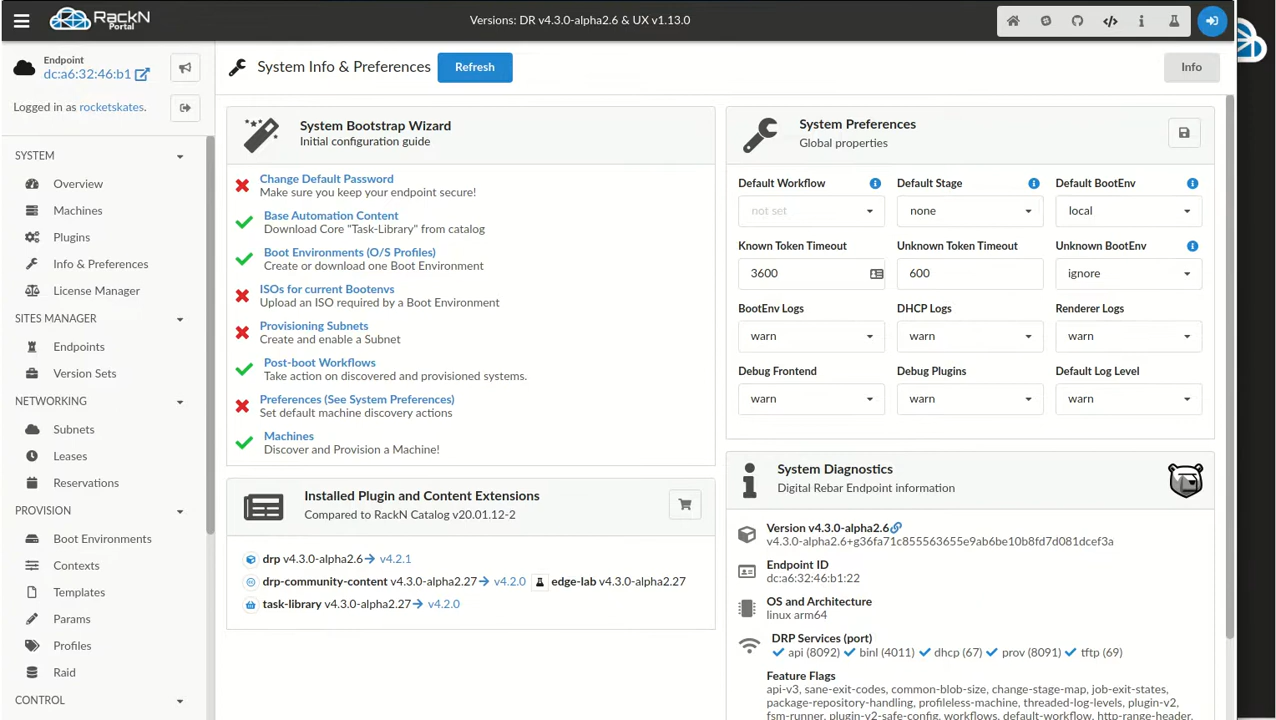 RackN
Portal
Versions: DR v4.3.0-alpha2.6 & UX v1.13.0
Endpoint
dc:a6:32:46:b1
Logged in as rocketskates.
SYSTEM
Overview
Machines
Plugins
Info & Preferences
License Manager
SITES MANAGER
Endpoints
Version Sets
NETWORKING
Subnets
Leases
Reservations
PROVISION
Boot Environments
Contexts
Templates
Params
Profiles
Raid
CONTROL
System Info & Preferences
Refresh
Info
System Bootstrap Wizard
Initial configuration guide
Change Default Password
Make sure you keep your endpoint secure!
Base Automation Content
Download Core "Task-Library" from catalog
Boot Environments (O/S Profiles)
Create or download one Boot Environment
ISOs for current Bootenvs
Upload an ISO required by a Boot Environment
Provisioning Subnets
Create and enable a Subnet
Post-boot Workflows
Take action on discovered and provisioned systems.
Preferences (See System Preferences)
Set default machine discovery actions
Machines
Discover and Provision a Machine!
Installed Plugin and Content Extensions
Compared to RackN Catalog v20.01.12-2
drp v4.3.0-alpha2.6 → v4.2.1
drp-community-content v4.3.0-alpha2.27 → v4.2.0 edge-lab v4.3.0-alpha2.27
task-library v4.3.0-alpha2.27 → v4.2.0
System Preferences
Global properties
Default Workflow Default Stage Default BootEnv
not set none local
Known Token Timeout Unknown Token Timeout Unknown BootEnv
3600 600 ignore
BootEnv Logs DHCP Logs Renderer Logs
warn warn warn
Debug Frontend Debug Plugins Default Log Level
warn warn warn
System Diagnostics
Digital Rebar Endpoint information
Version v4.3.0-alpha2.6
v4.3.0-alpha2.6+g36fa71c855563655e9ab6be10b8fd7d081dcef3a
Endpoint ID
dc:a6:32:46:b1:22
OS and Architecture
linux arm64
DRP Services (port)
api (8092) binl (4011) dhcp (67) prov (8091) tftp (69)
Feature Flags
api-v3, sane-exit-codes, common-blob-size, change-stage-map, job-exit-states,
package-repository-handling, profileless-machine, threaded-log-levels, plugin-v2,
fsm-runner, plugin-v2-safe-config, workflows, default-workflow, http-range-header,